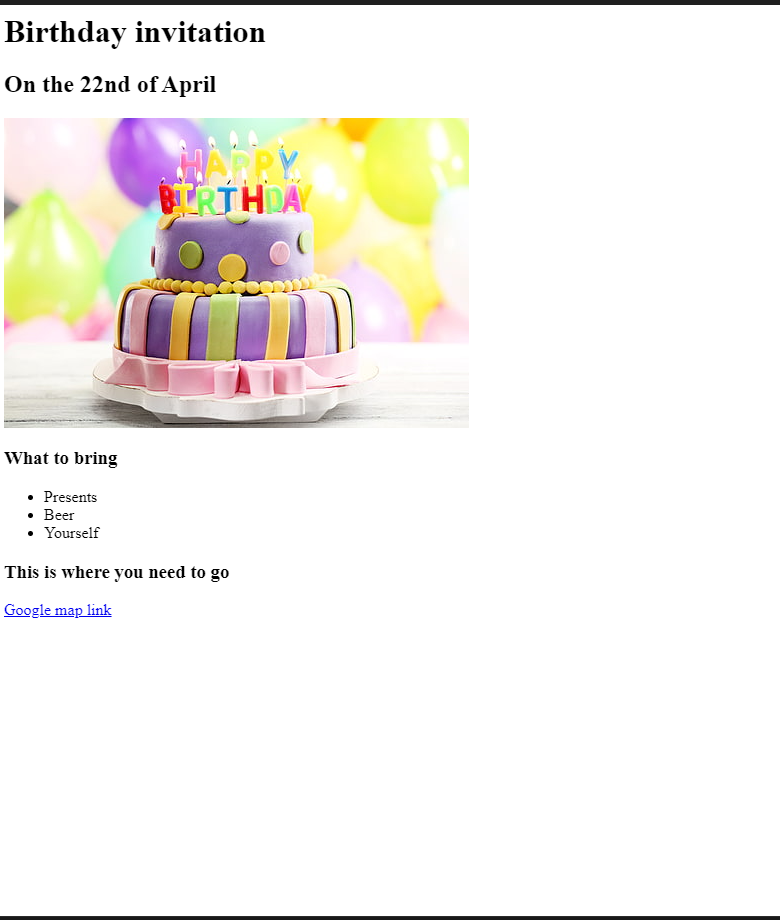 Birthday invitation
On the 22nd of April
HAPPY
BIRTHDAY
What to bring
Presents
Beer
Yourself
This is where you need to go
Google map link